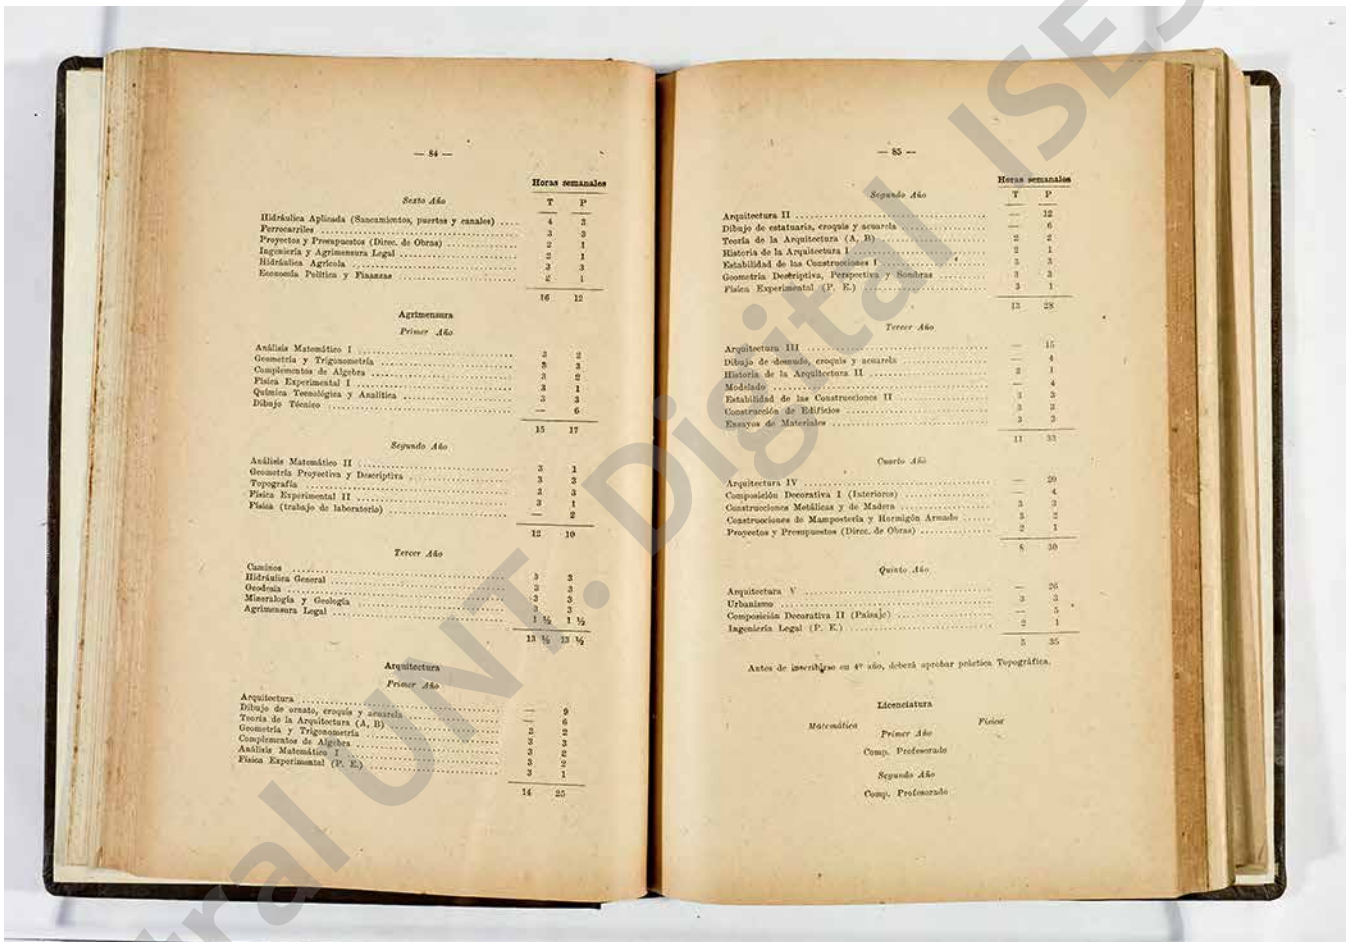 — 84 —
Horas semanales
Sexto Año T P
Hidráulica Aplicada (Saneamientos, puertos y canales) .... 4 3
Ferrocarriles 3 3
Proyectos y Presupuestos (Direc. de Obras) 2 1
Ingeniería y Agrimensura Legal 2 1
Hidráulica Agrícola 3 3
Economía Política y Finanzas 2 1
16 12
Agrimensura
Primer Año
Análisis Matemático I 3 2
Geometría y Trigonometría 3 3
Complementos de Algebra 3 2
Física Experimental I 3 1
Química Tecnológica y Analítica 3 3
Dibujo Técnico — 6
15 17
Segundo Año
Análisis Matemático II 3 1
Geometría Proyectiva y Descriptiva 3 3
Topografía 3 3
Física Experimental II 3 1
Física (trabajo de laboratorio) — 2
12 10
Tercer Año
Caminos 3 3
Hidráulica General 3 3
Geodesia 3 3
Mineralogía y Geología 3 3
Agrimensura Legal 1 ½ 1 ½
13 ½ 13 ½
Arquitectura
Primer Año
Arquitectura — 9
Dibujo de ornato, croquis y acuarela — 6
Teoría de la Arquitectura (A, B) 2 2
Geometría y Trigonometría 3 3
Complementos de Algebra 3 2
Análisis Matemático I 3 2
Física Experimental (P. E.) 3 1
14 25
— 85 —
Horas semanales
Segundo Año T P
Arquitectura II — 12
Dibujo de estatuaria, croquis y acuarela — 6
Teoría de la Arquitectura (A, B) 2 2
Historia de la Arquitectura I 2 1
Estabilidad de las Construcciones I 3 3
Geometría Descriptiva, Perspectiva y Sombras 3 3
Física Experimental (P. E.) 3 1
13 28
Tercer Año
Arquitectura III — 15
Dibujo de desnudo, croquis y acuarela — 4
Historia de la Arquitectura II 2 1
Modelado — 4
Estabilidad de las Construcciones II 3 3
Construcción de Edificios 3 3
Ensayos de Materiales 3 3
11 33
Cuarto Año
Arquitectura IV — 20
Composición Decorativa I (Interiores) — 4
Construcciones Metálicas y de Madera 3 3
Construcciones de Mampostería y Hormigón Armado 3 2
Proyectos y Presupuestos (Direc. de Obras) 2 1
8 30
Quinto Año
Arquitectura V — 26
Urbanismo 3 3
Composición Decorativa II (Paisaje) — 5
Ingeniería Legal (P. E.) 2 1
5 35
Antes de inscribirse en 4º año, deberá aprobar práctica Topográfica.
Licenciatura
Matemática Física
Primer Año
Comp. Profesorado
Segundo Año
Comp. Profesorado
ral UNT. Digital ISES